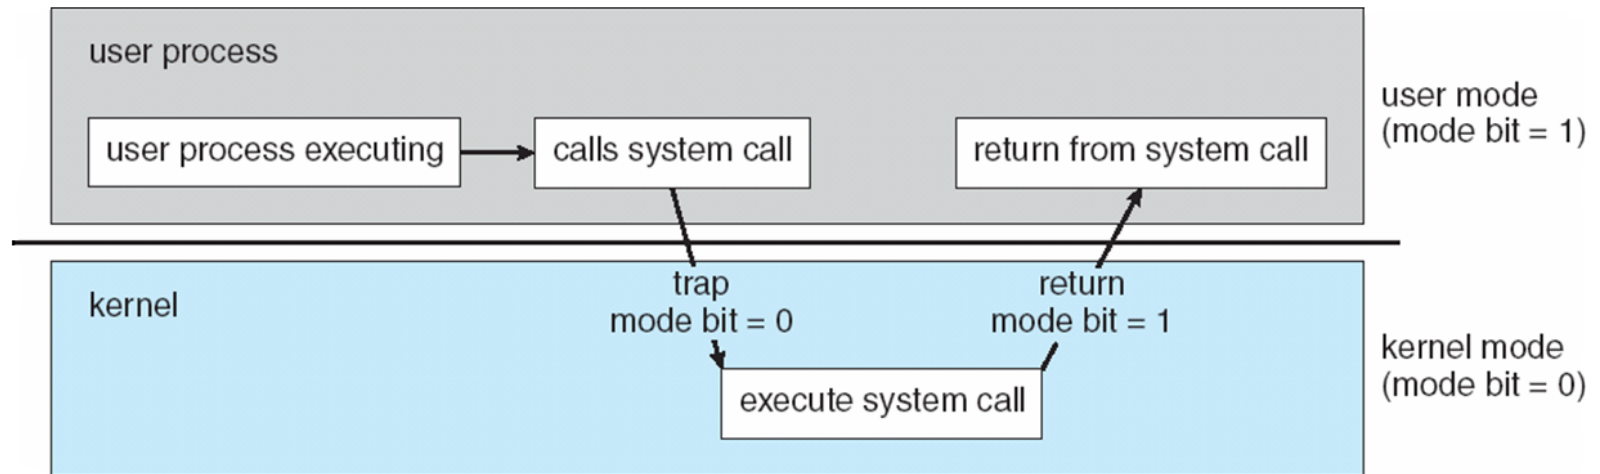 user process
user process executing
calls system call
return from system call
user mode
(mode bit = 1)
kernel
trap
mode bit = 0
return
mode bit = 1
execute system call
kernel mode
(mode bit = 0)